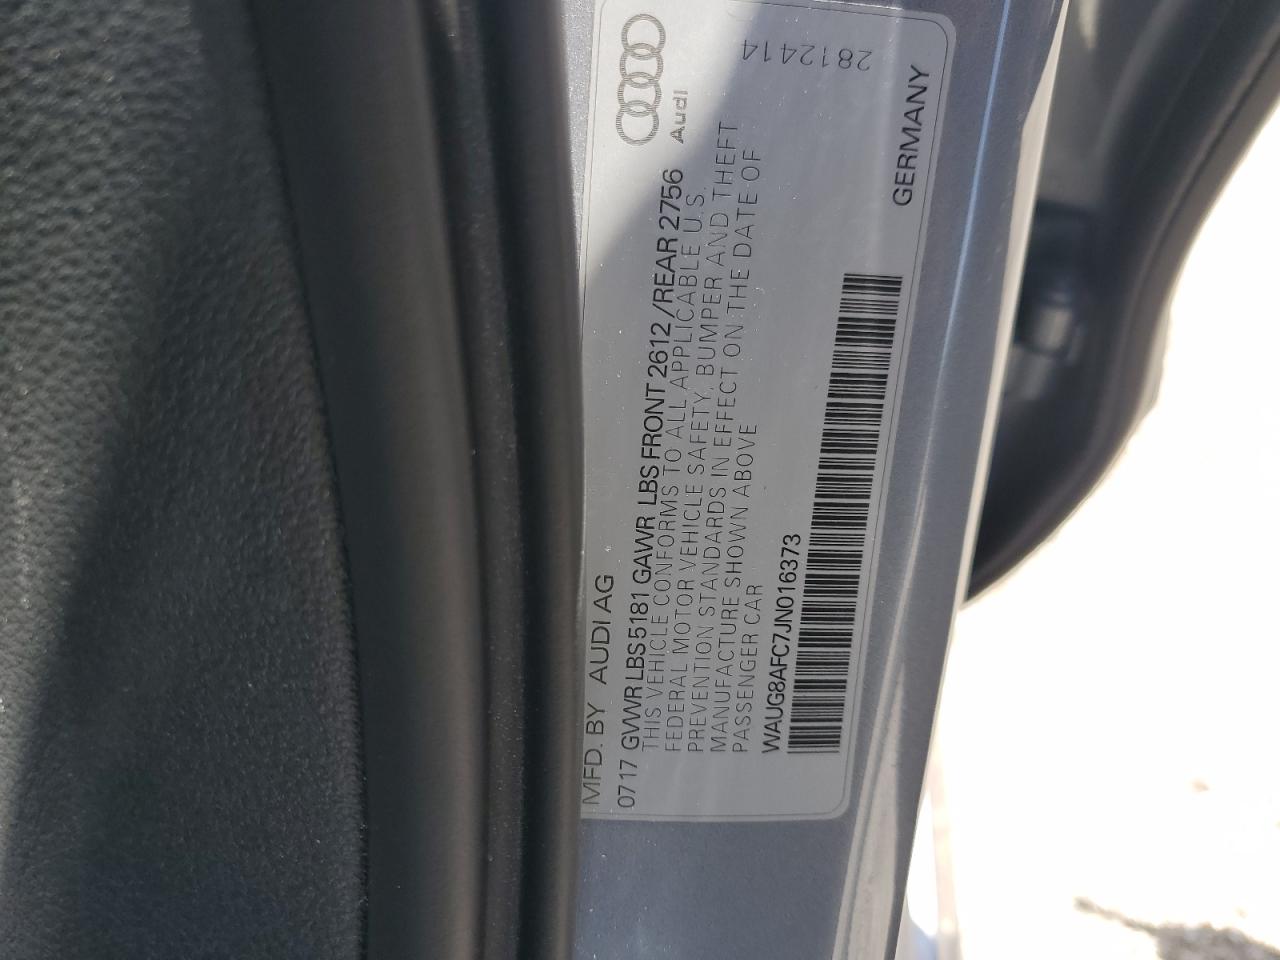 MFD. BY AUDI AG
07 17 GVWR LBS 5181 GAWR LBS FRONT 2612 /REAR 2756
THIS VEHICLE CONFORMS TO ALL APPLICABLE U.S.
FEDERAL MOTOR VEHICLE SAFETY, BUMPER AND THEFT
PREVENTION STANDARDS IN EFFECT ON THE DATE OF
MANUFACTURE SHOWN ABOVE
PASSENGER CAR
WAUG8AFC7JN016373
Audi
2812414
GERMANY